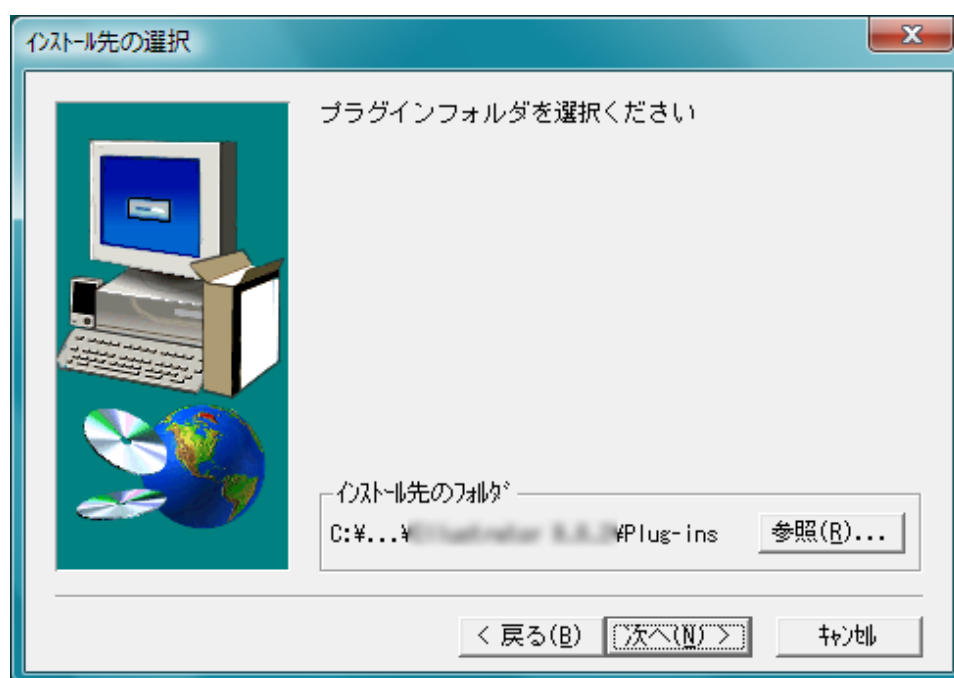 インストール先の選択
プラグインフォルダを選択ください
インストール先のフォルダ
C:¥...¥ ¥Plug-ins
参照(R)...
< 戻る(B)
次へ(N) >
キャンセル